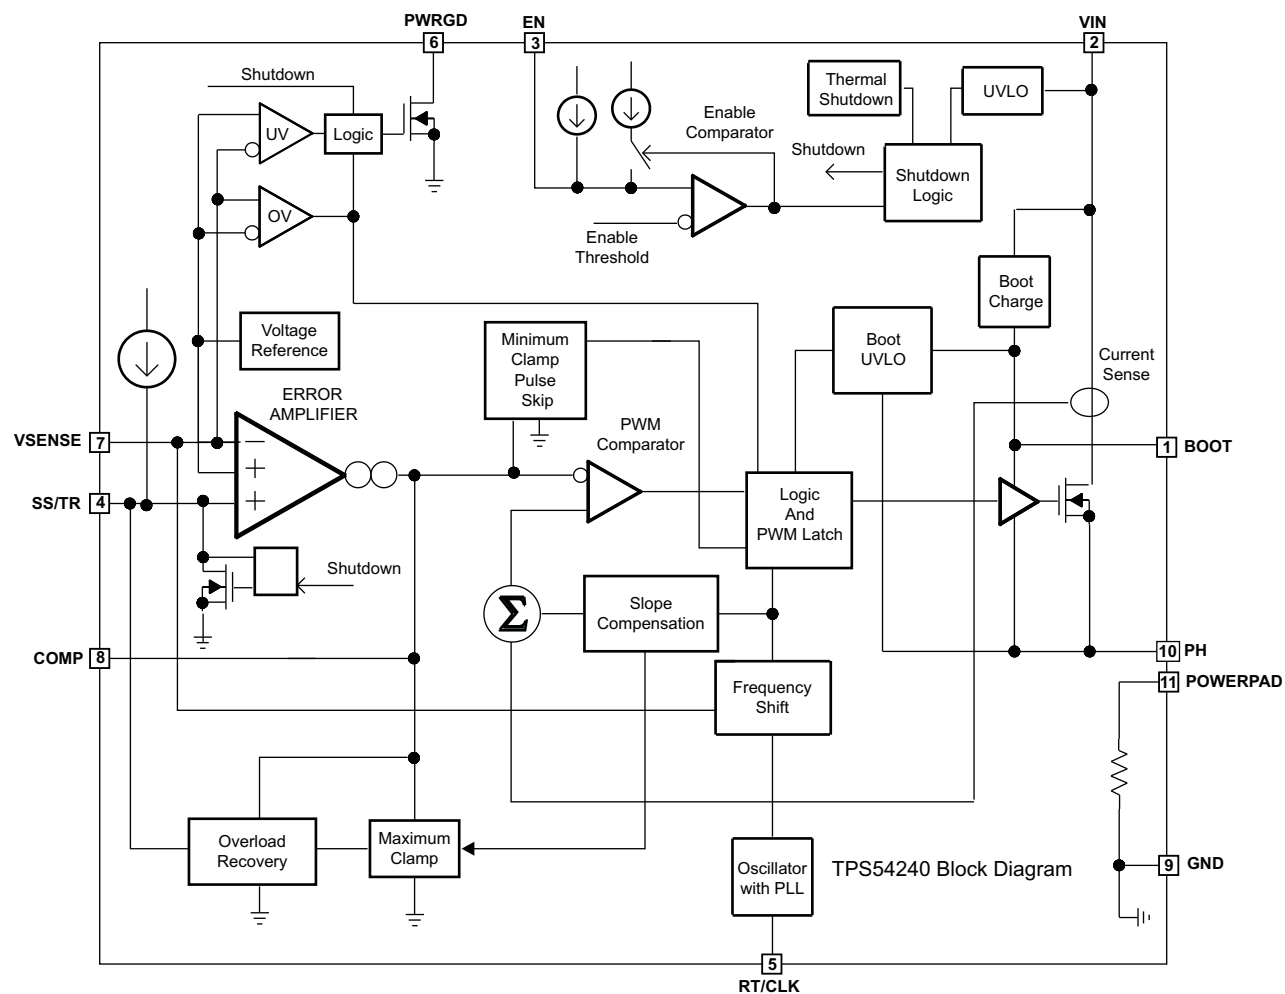 PWRGD
6
EN
3
VIN
2
Shutdown
UV
Logic
OV
Enable
Comparator
Enable
Threshold
Thermal
Shutdown
UVLO
Shutdown
Shutdown
Logic
Boot
Charge
Voltage
Reference
Minimum
Clamp
Pulse
Skip
Boot
UVLO
Current
Sense
ERROR
AMPLIFIER
PWM
Comparator
VSENSE
7
−
+
+
SS/TR
4
1
BOOT
Logic
And
PWM Latch
Shutdown
Σ
Slope
Compensation
COMP
8
10
PH
11
POWERPAD
Frequency
Shift
Overload
Recovery
Maximum
Clamp
Oscillator
with PLL
TPS54240 Block Diagram
9
GND
5
RT/CLK